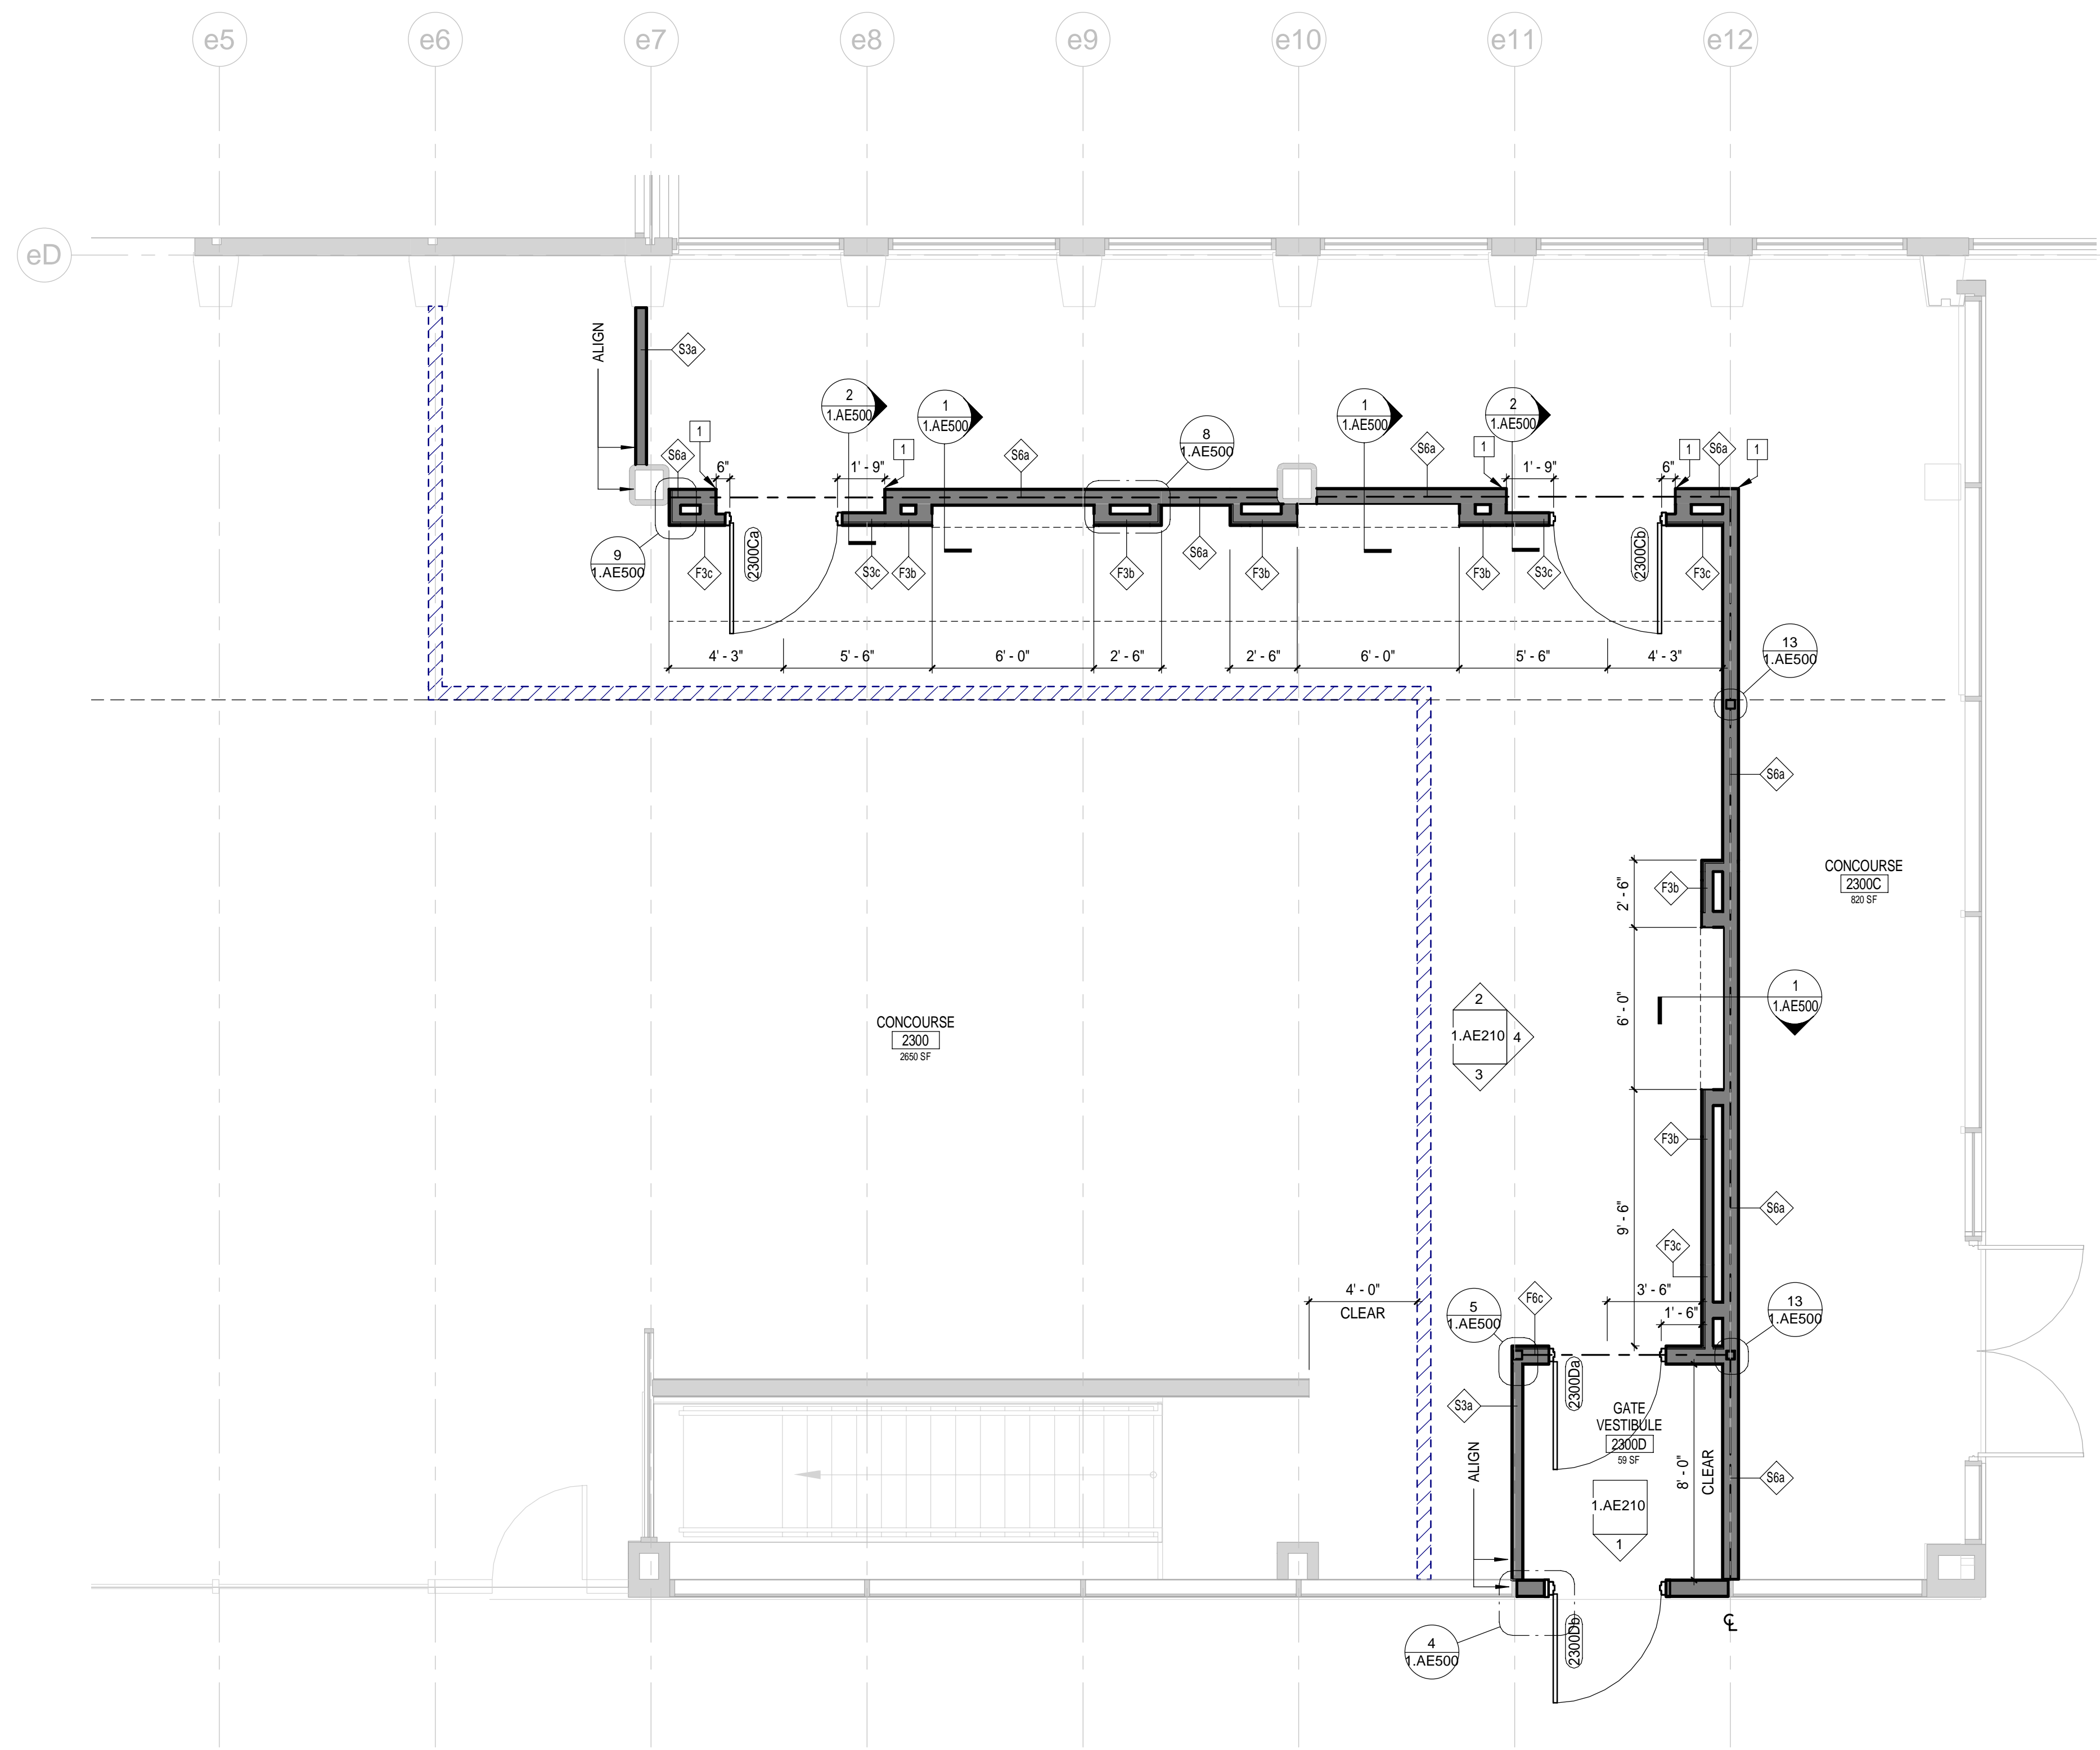 e5
e6
e7
e8
e9
e10
e11
e12
eD
ALIGN
S3a
2
1.AE500
1
1.AE500
8
1.AE500
1
1.AE500
2
1.AE500
1
S6a
6"
1' - 9"
1
S6a
S6a
1
1' - 9"
6"
1
S6a
1
9
1.AE500
F3c
2300Ca
S3c
F3b
F3b
S6a
F3b
F3b
S3c
2300Cb
F3c
4' - 3"
5' - 6"
6' - 0"
2' - 6"
2' - 6"
6' - 0"
5' - 6"
4' - 3"
13
1.AE500
S6a
CONCOURSE
2300C
820 SF
2' - 6"
F3b
6' - 0"
1
1.AE500
CONCOURSE
2300
2650 SF
2
1.AE210
4
3
F3b
9' - 6"
S6a
F3c
4' - 0"
CLEAR
3' - 6"
1' - 6"
F6c
5
1.AE500
13
1.AE500
2300Da
S3a
GATE
VESTIBULE
2300D
59 SF
ALIGN
8' - 0"
CLEAR
S6a
1.AE210
1
2300Db
4
1.AE500
℄